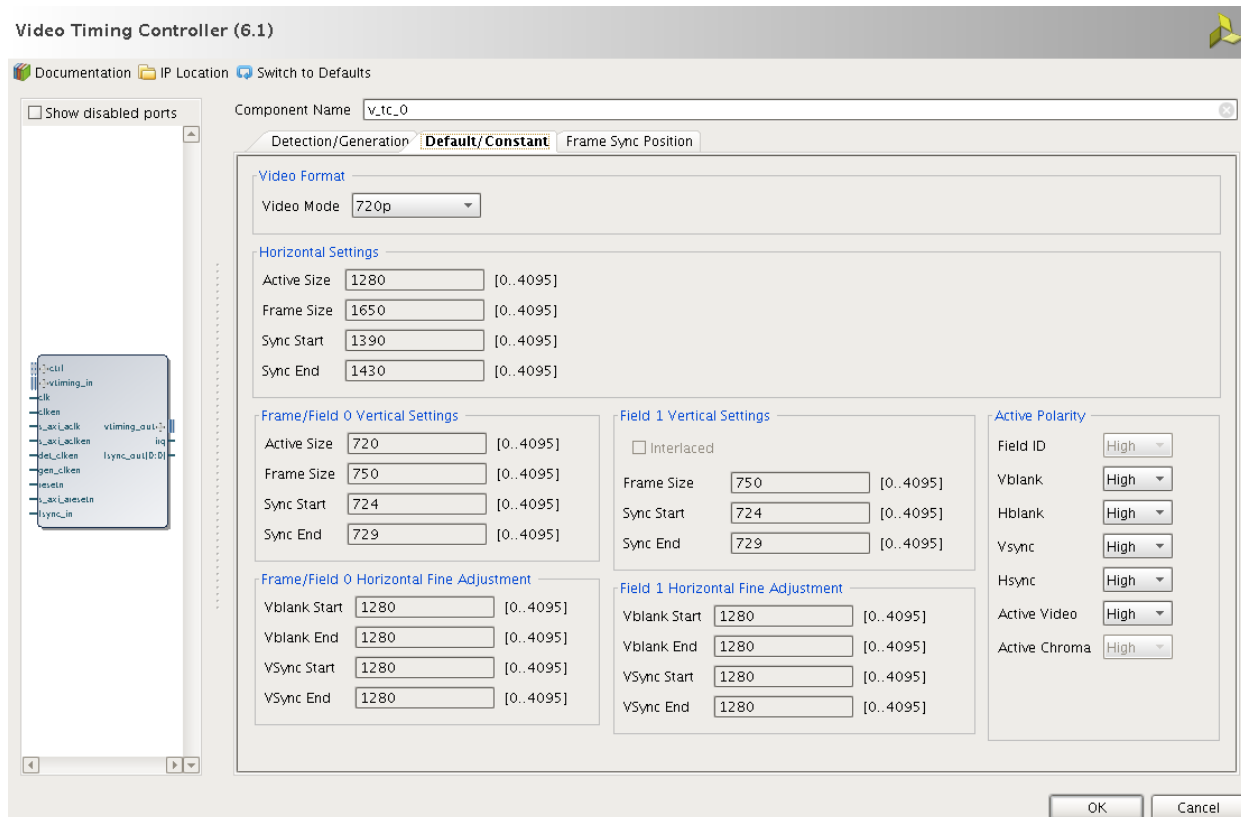 Video Timing Controller (6.1)
Documentation IP Location Switch to Defaults
Show disabled ports
Component Name v_tc_0
Detection/Generation Default/Constant Frame Sync Position
Video Format
Video Mode 720p
Horizontal Settings
Active Size 1280 [0..4095]
Frame Size 1650 [0..4095]
Sync Start 1390 [0..4095]
Sync End 1430 [0..4095]
ctrl
vtiming_in
clk
clken
s_axi_aclk vtiming_out
s_axi_aclken irq
det_clken fsync_out[0:0]
gen_clken
resetn
s_axi_aresetn
fsync_in
Frame/Field 0 Vertical Settings
Active Size 720 [0..4095]
Frame Size 750 [0..4095]
Sync Start 724 [0..4095]
Sync End 729 [0..4095]
Field 1 Vertical Settings
Interlaced
Frame Size 750 [0..4095]
Sync Start 724 [0..4095]
Sync End 729 [0..4095]
Active Polarity
Field ID High
Vblank High
Hblank High
Vsync High
Hsync High
Active Video High
Active Chroma High
Frame/Field 0 Horizontal Fine Adjustment
Vblank Start 1280 [0..4095]
Vblank End 1280 [0..4095]
VSync Start 1280 [0..4095]
VSync End 1280 [0..4095]
Field 1 Horizontal Fine Adjustment
Vblank Start 1280 [0..4095]
Vblank End 1280 [0..4095]
VSync Start 1280 [0..4095]
VSync End 1280 [0..4095]
OK Cancel